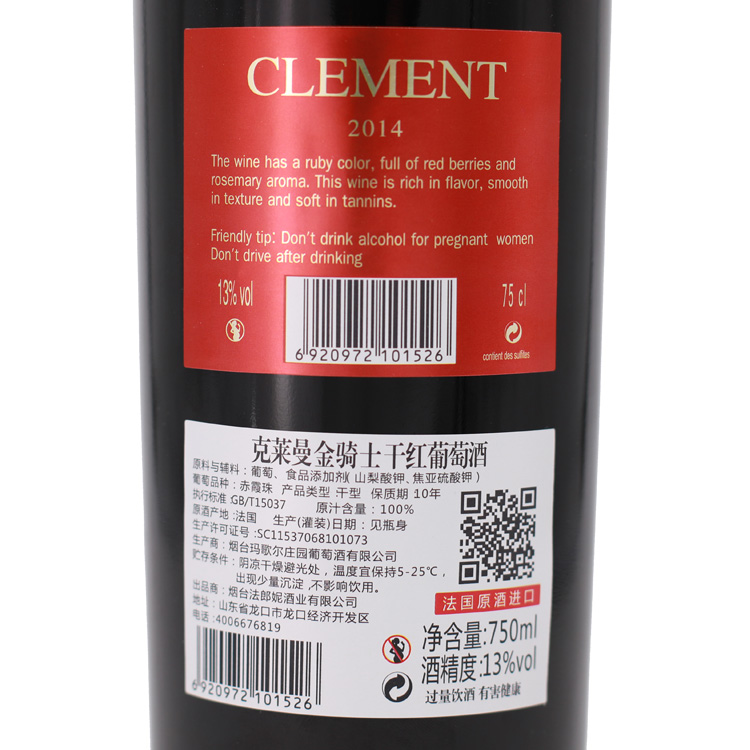 CLEMENT
2014
The wine has a ruby color, full of red berries and
rosemary aroma. This wine is rich in flavor, smooth
in texture and soft in tannins.
Friendly tip: Don't drink alcohol for pregnant women
Don't drive after drinking
13% vol
75 cl
6 920972 101526
contient des sulfites
克莱曼金骑士干红葡萄酒
原料与辅料：葡萄、食品添加剂(山梨酸钾、焦亚硫酸钾)
葡萄品种：赤霞珠 产品类型:干型 保质期 10年
执行标准:GB/T15037 原汁含量：100%
原酒产地：法国 生产(灌装)日期：见瓶身
生产许可证号：SC11537068101073
生产商：烟台玛歌尔庄园葡萄酒有限公司
贮存条件：阴凉干燥避光处，温度宜保持5-25℃，
出现少量沉淀,不影响饮用。
出品商：烟台法郎妮酒业有限公司
地址：山东省龙口市龙口经济开发区
电话：4006676819
法国原酒进口
净含量:750ml
酒精度:13%vol
过量饮酒 有害健康
6 920972 101526